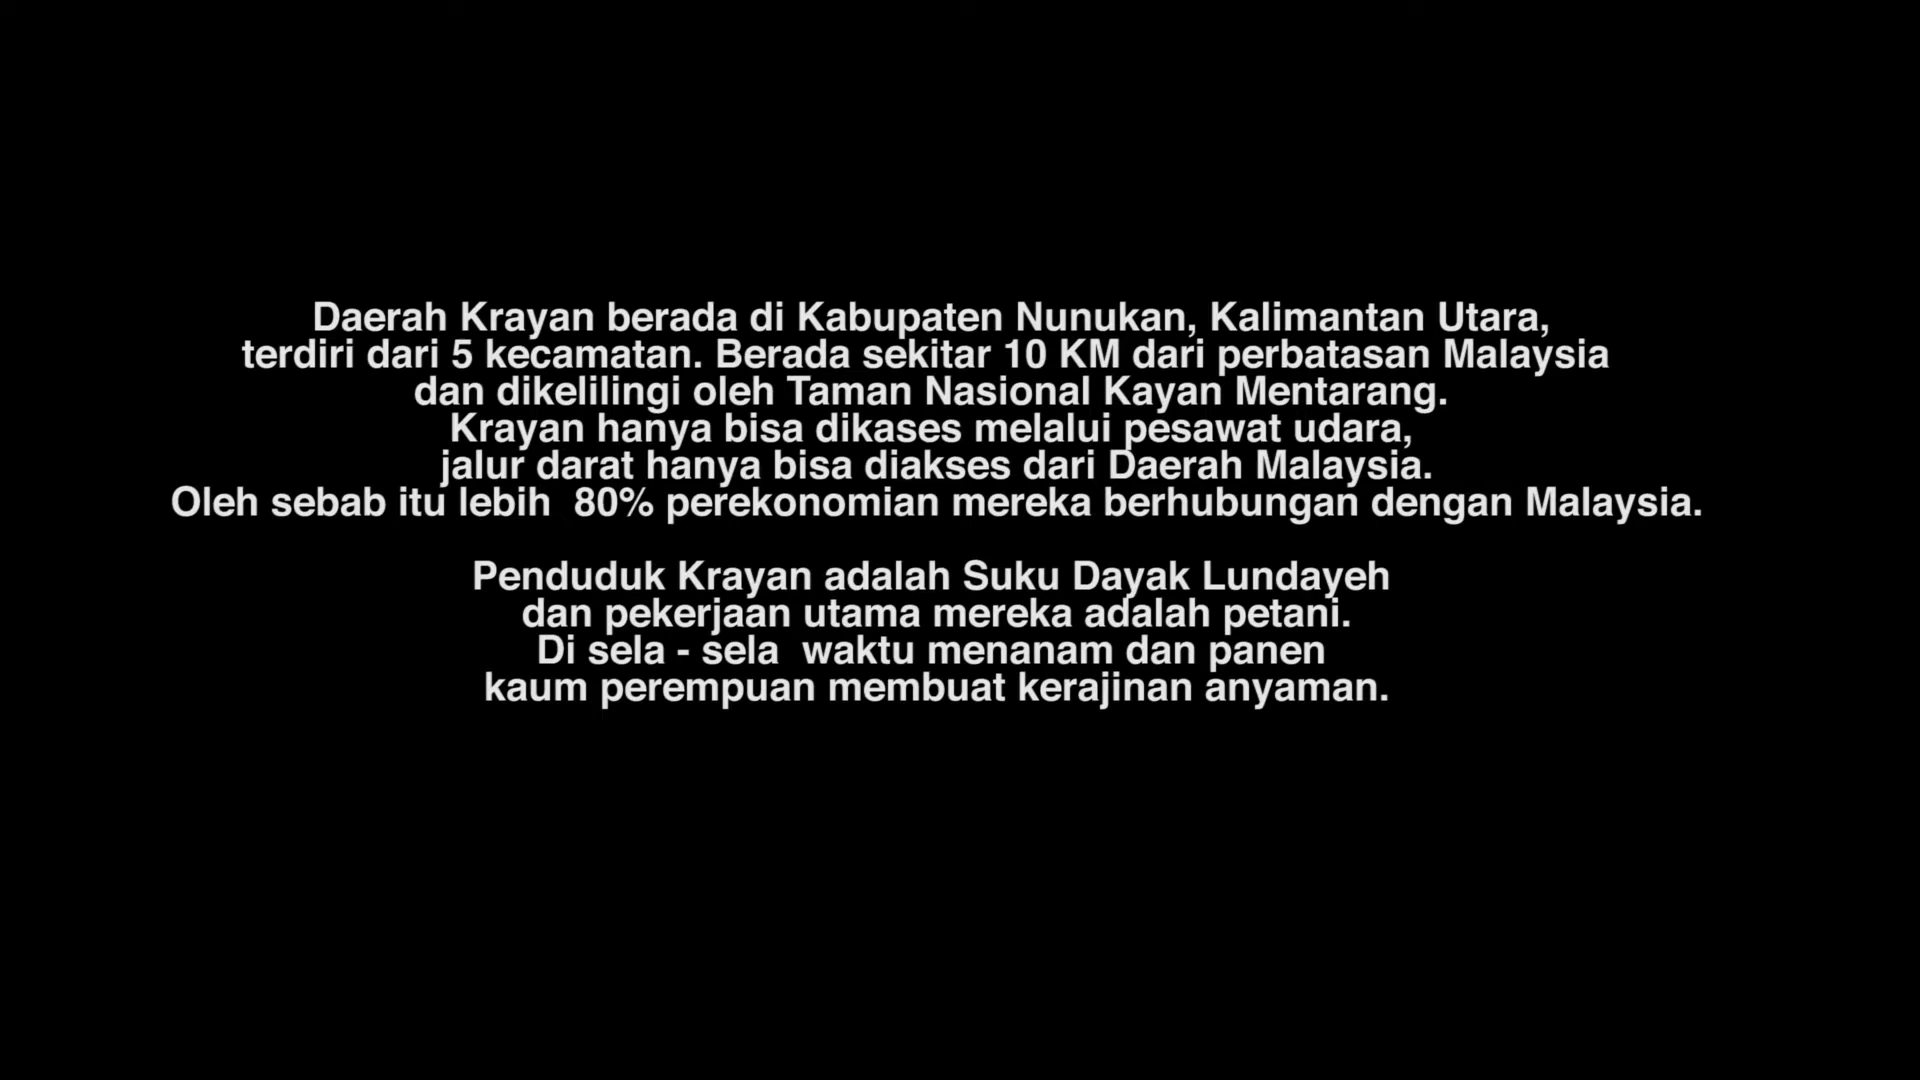 Daerah Krayan berada di Kabupaten Nunukan, Kalimantan Utara,
terdiri dari 5 kecamatan. Berada sekitar 10 KM dari perbatasan Malaysia
dan dikelilingi oleh Taman Nasional Kayan Mentarang.
Krayan hanya bisa dikases melalui pesawat udara,
jalur darat hanya bisa diakses dari Daerah Malaysia.
Oleh sebab itu lebih  80% perekonomian mereka berhubungan dengan Malaysia.
Penduduk Krayan adalah Suku Dayak Lundayeh
dan pekerjaan utama mereka adalah petani.
Di sela - sela  waktu menanam dan panen
kaum perempuan membuat kerajinan anyaman.